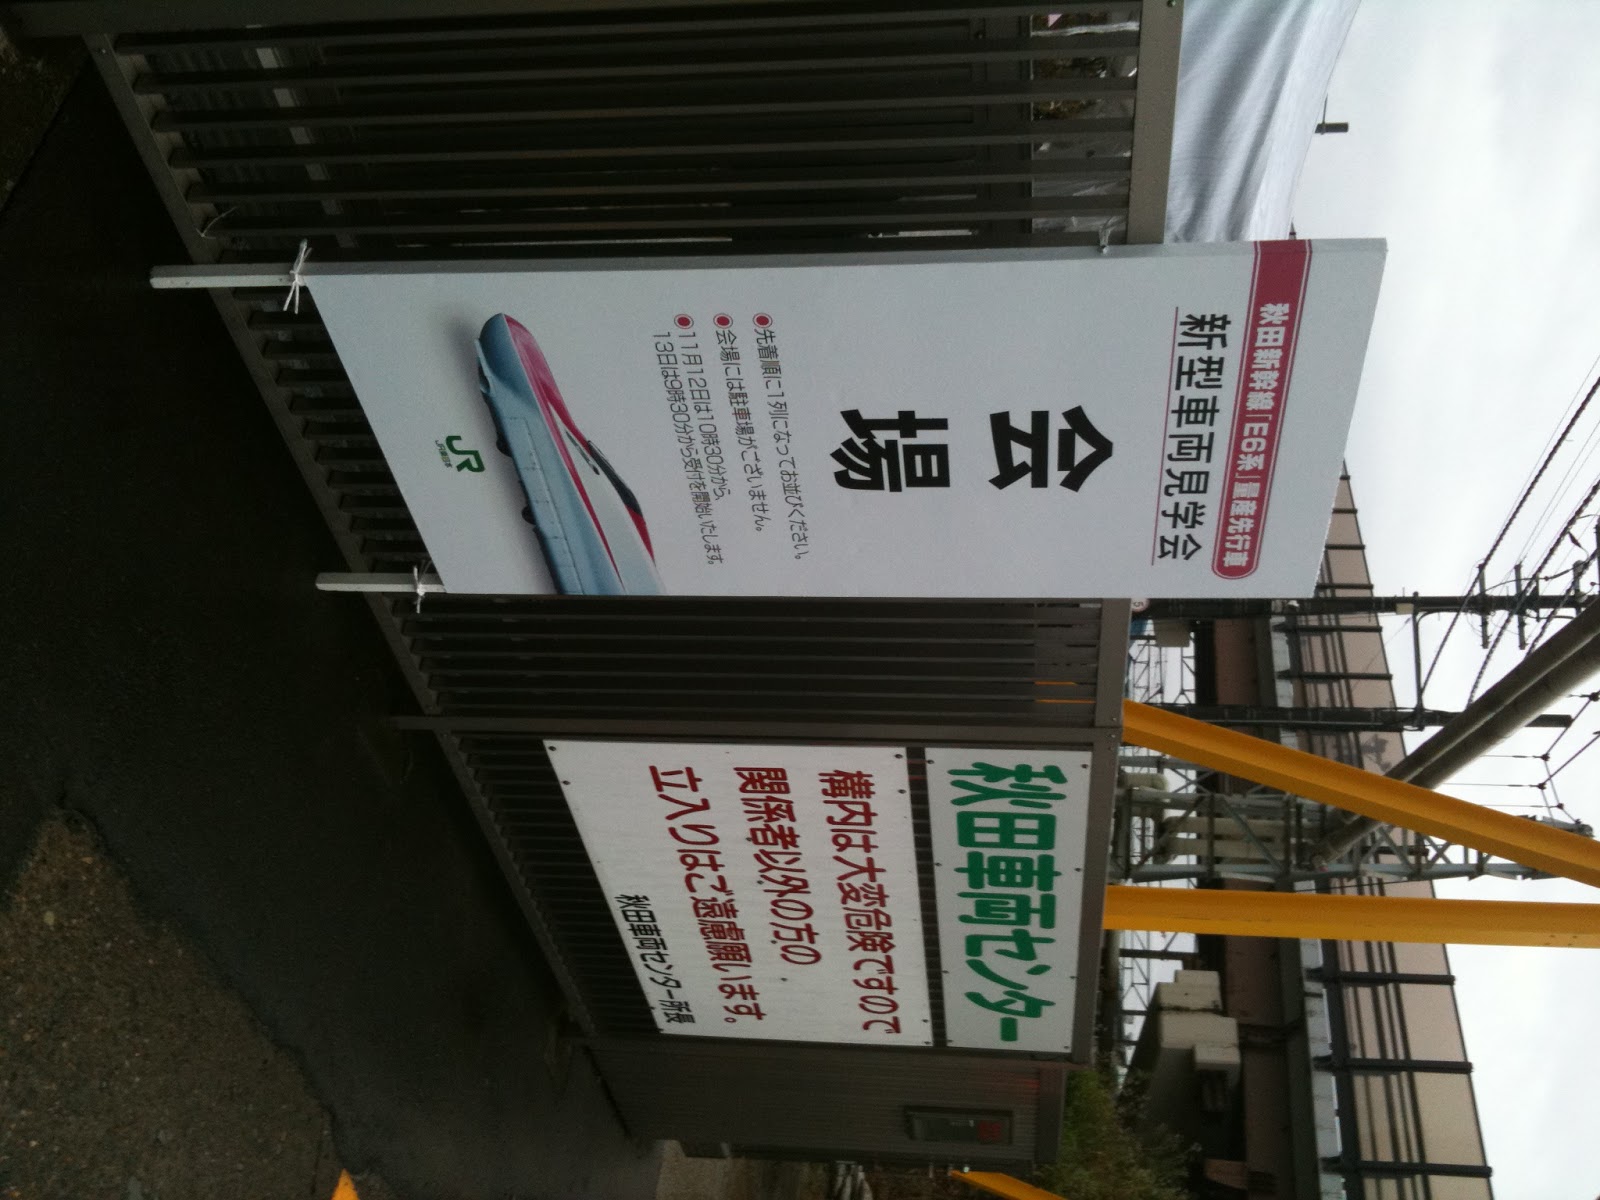 秋田新幹線「E6系」量産先行車
新型車両見学会
会
場
先着順に1列になってお並びください。
会場には駐車場がございません。
11月12日は10時30分から、
13日は9時30分から受付を開始いたします。
JR
JR東日本
秋田車両センター
構内は大変危険ですので
関係者以外の方の
立入りはご遠慮願います。
秋田車両センター所長